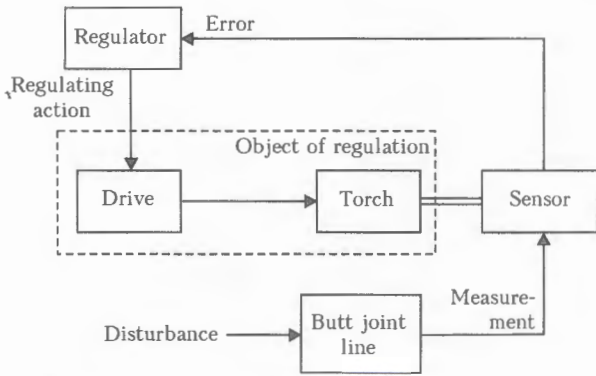 Regulator
Error
Regulating
action
Object of regulation
Drive
Torch
Sensor
Measure-
ment
Disturbance
Butt joint
line